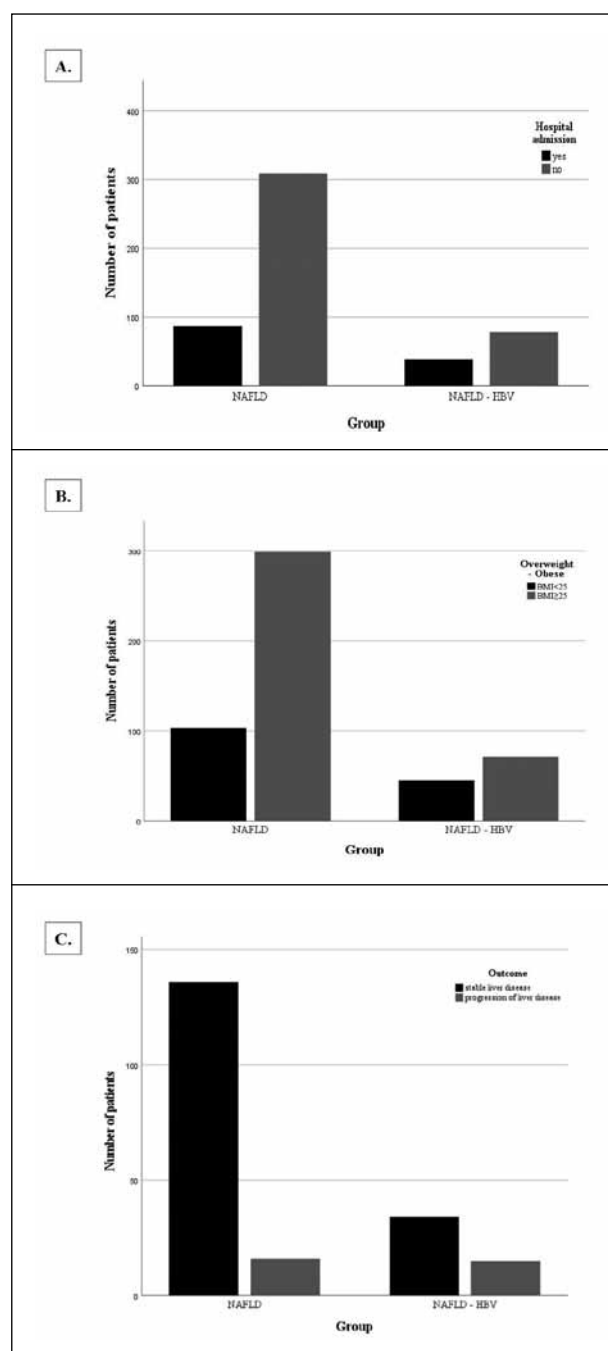 A.
Number of patients
400
300
200
100
0
Hospital
admission
yes
no
NAFLD
NAFLD - HBV
Group
B.
Number of patients
300
200
100
0
Overweight
- Obese
BMI<25
BMI≥25
NAFLD
NAFLD - HBV
Group
C.
Number of patients
150
100
50
0
Outcome
stable liver disease
progression of liver disease
NAFLD
NAFLD - HBV
Group